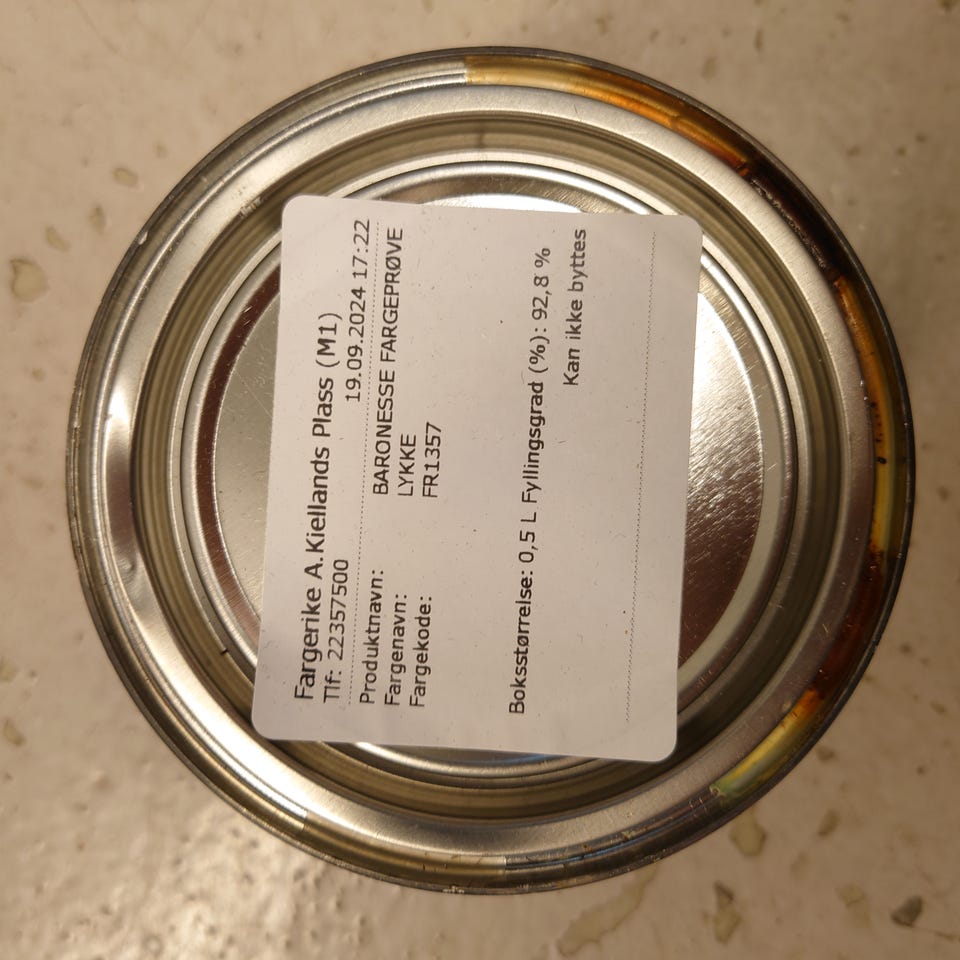 Fargerike A.Kiellands Plass (M1)
Tlf: 22357500 19.09.2024 17:22
Produktnavn: BARONESSE FARGEPRØVE
Fargenavn: LYKKE
Fargekode: FR1357
Boksstørrelse: 0,5 L Fyllingsgrad (%): 92,8 %
Kan ikke byttes